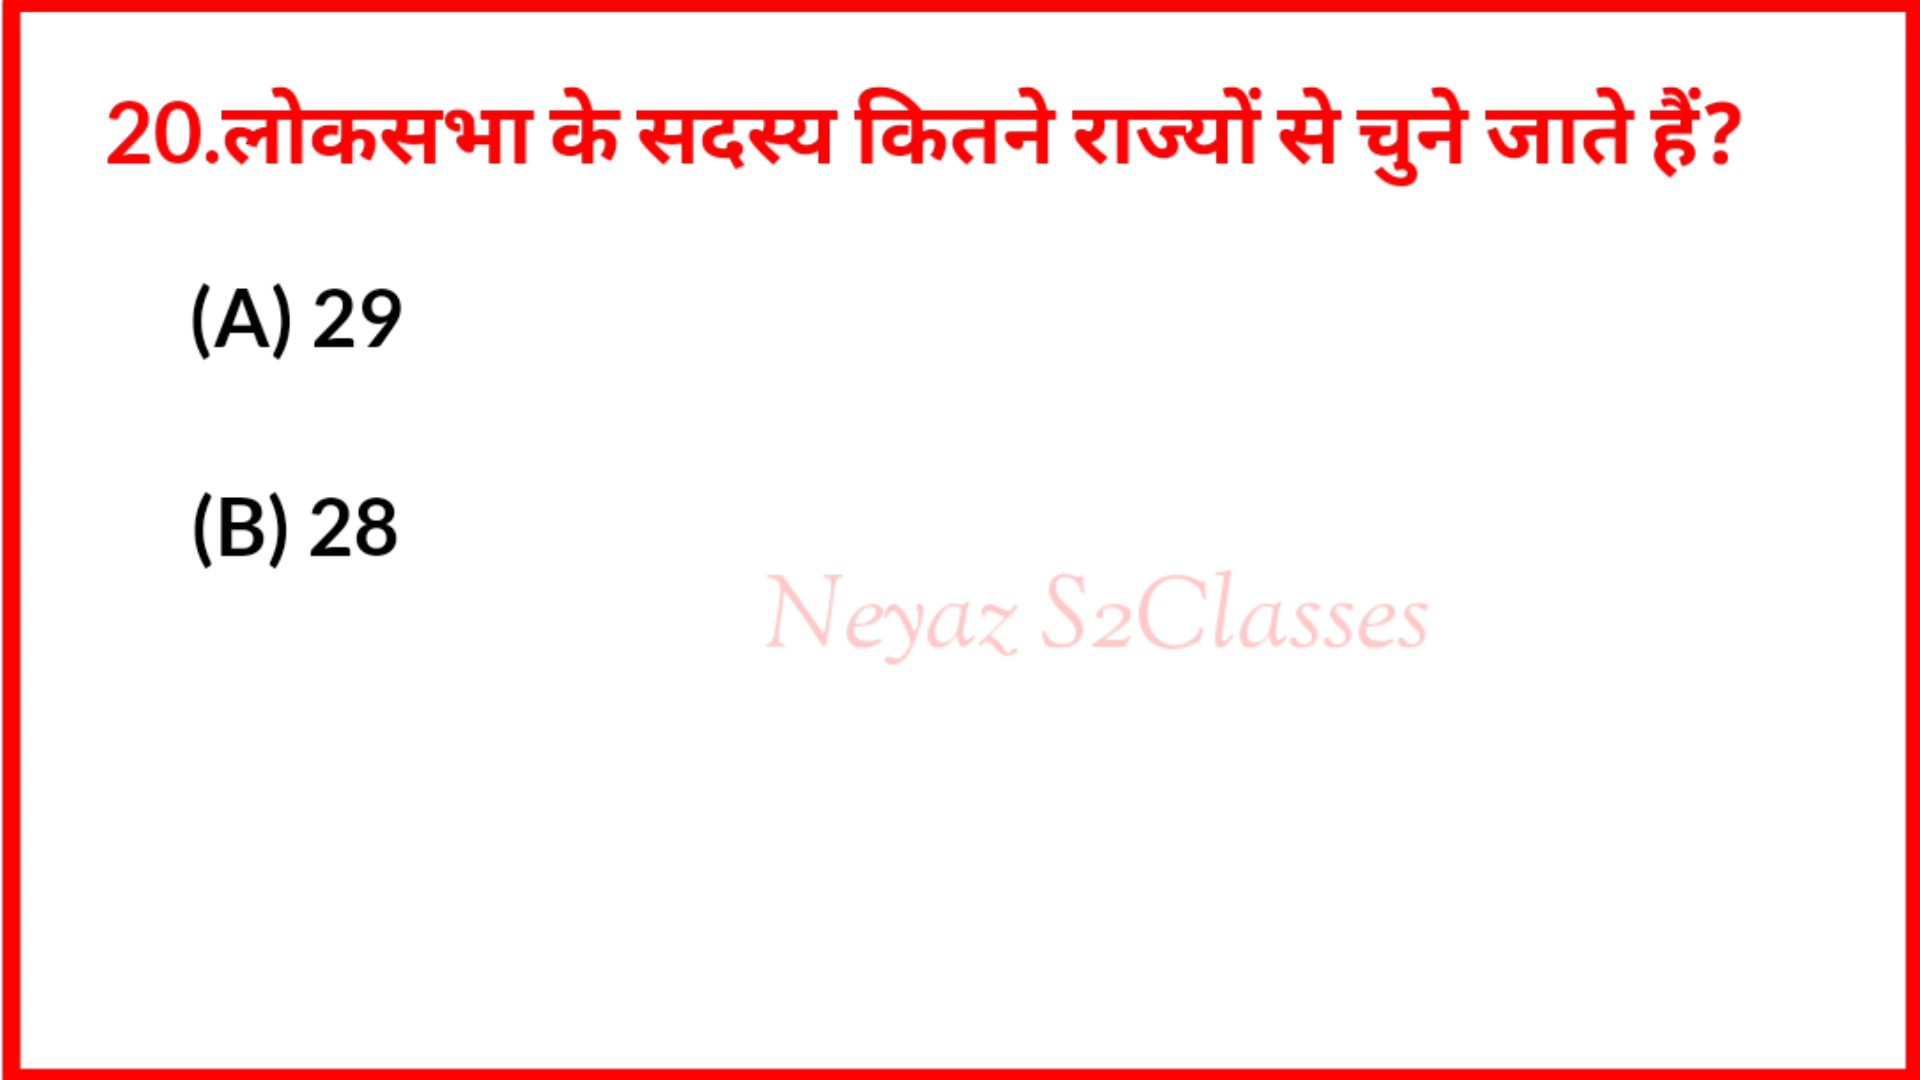 20.लोकसभा के सदस्य कितने राज्यों से चुने जाते हैं?
(A) 29
(B) 28
Neyaz S2Classes